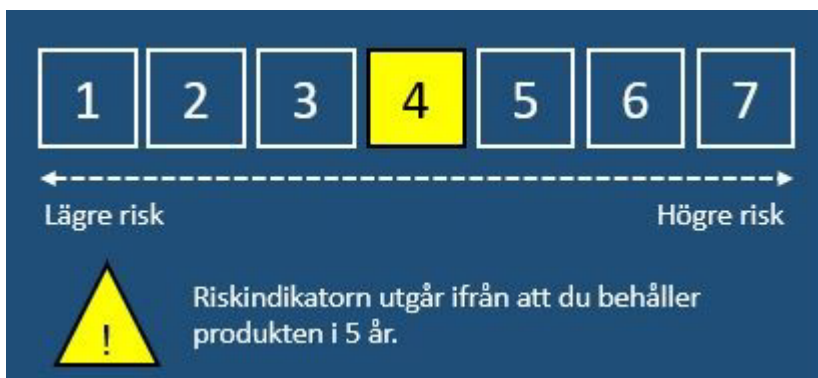 1 2 3 4 5 6 7
Lägre risk Högre risk
! Riskindikatorn utgår ifrån att du behåller
produkten i 5 år.